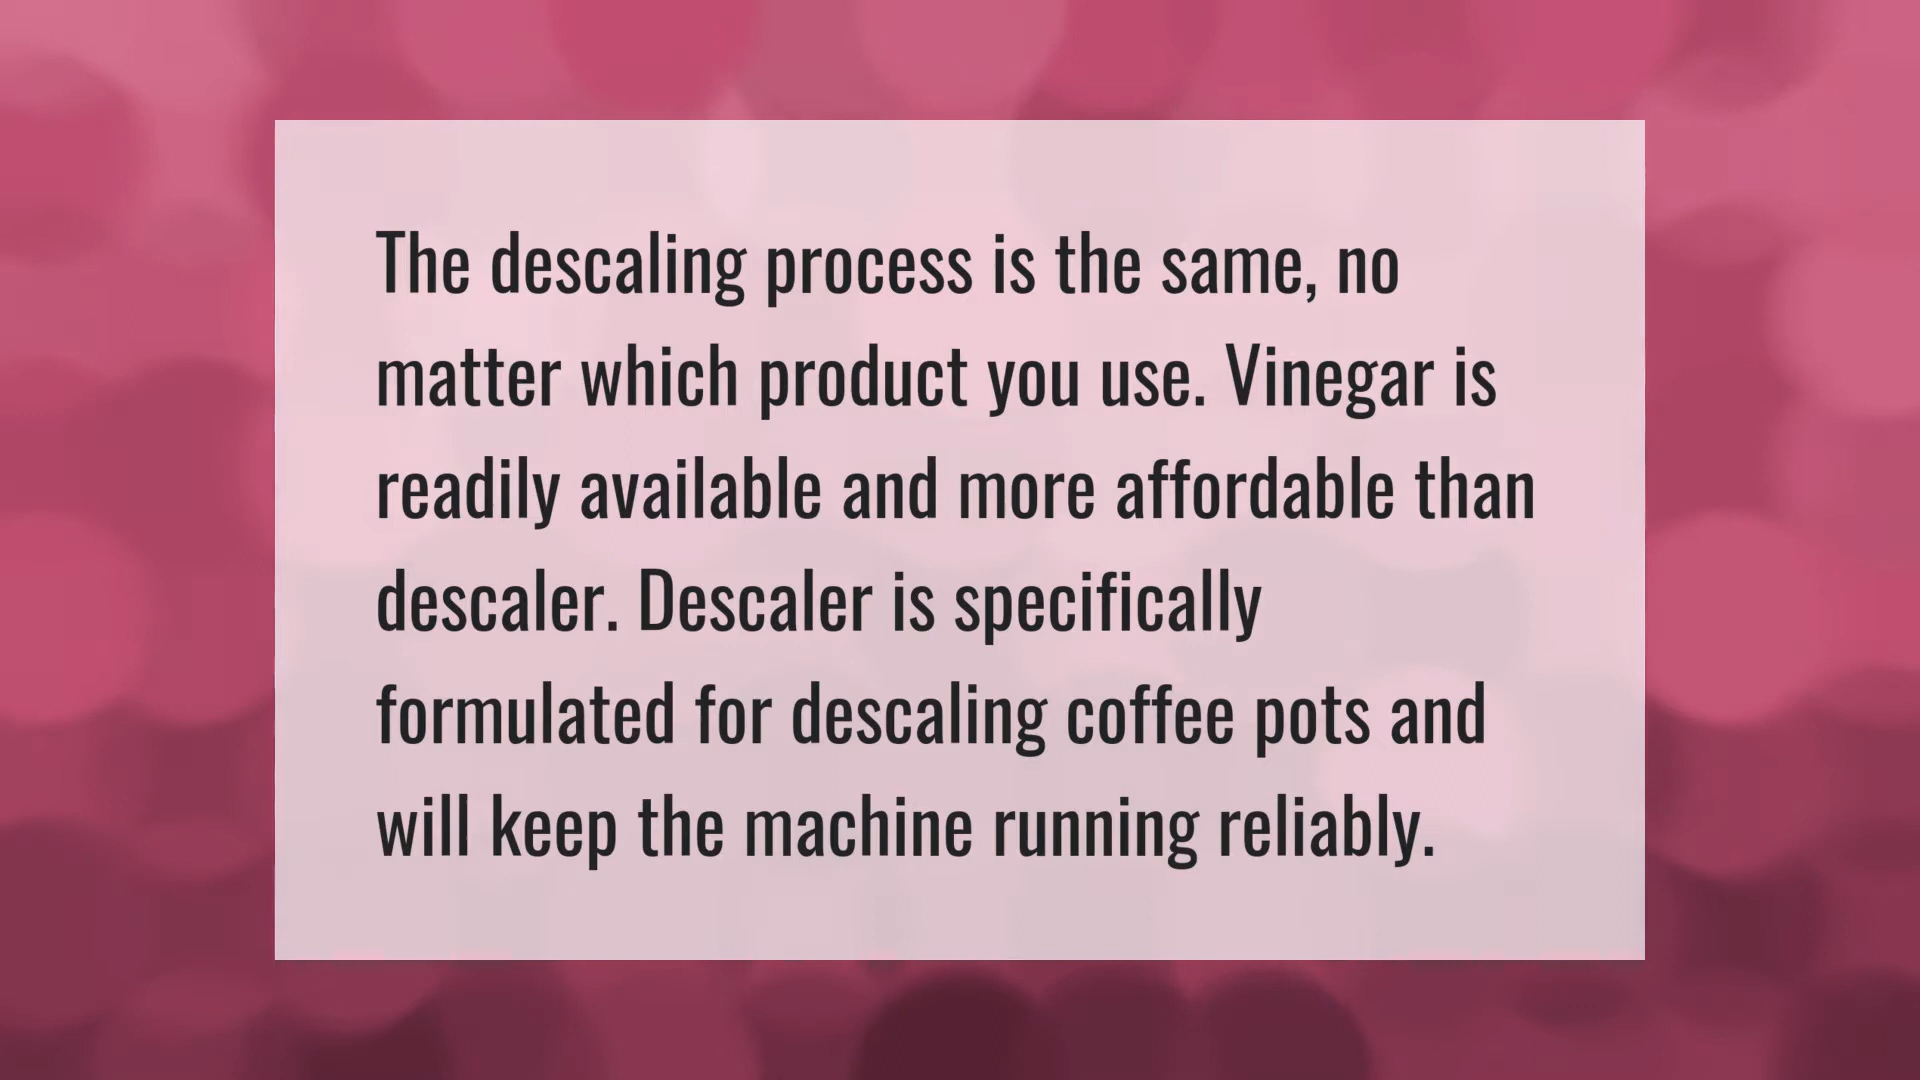 The descaling process is the same, no
matter which product you use. Vinegar is
readily available and more affordable than
descaler. Descaler is specifically
formulated for descaling coffee pots and
will keep the machine running reliably.